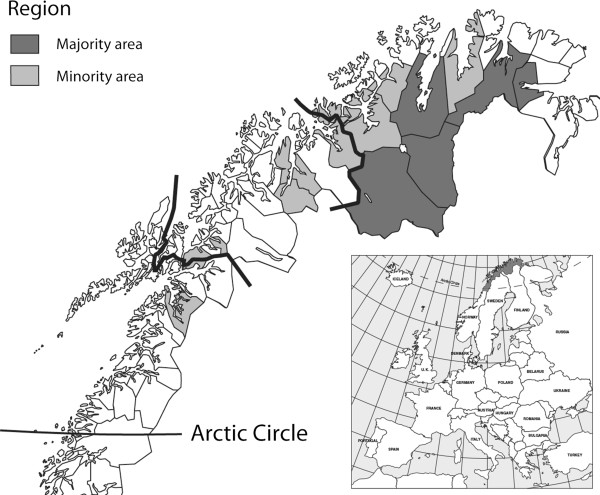 Region
Majority area
Minority area
Arctic Circle
ICELAND
SWEDEN
FINLAND
NORWAY
RUSSIA
DENMARK
U.K.
BELARUS
GERMANY
POLAND
UKRAINE
FRANCE
AUSTRIA
HUNGARY
ROMANIA
ITALY
BULGARIA
PORTUGAL
SPAIN
TURKEY